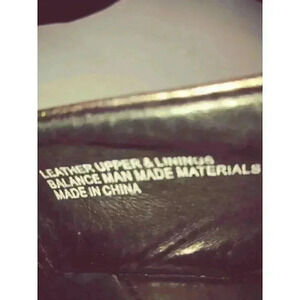 LEATHER UPPER & LININGS
BALANCE MAN MADE MATERIALS
MADE IN CHINA